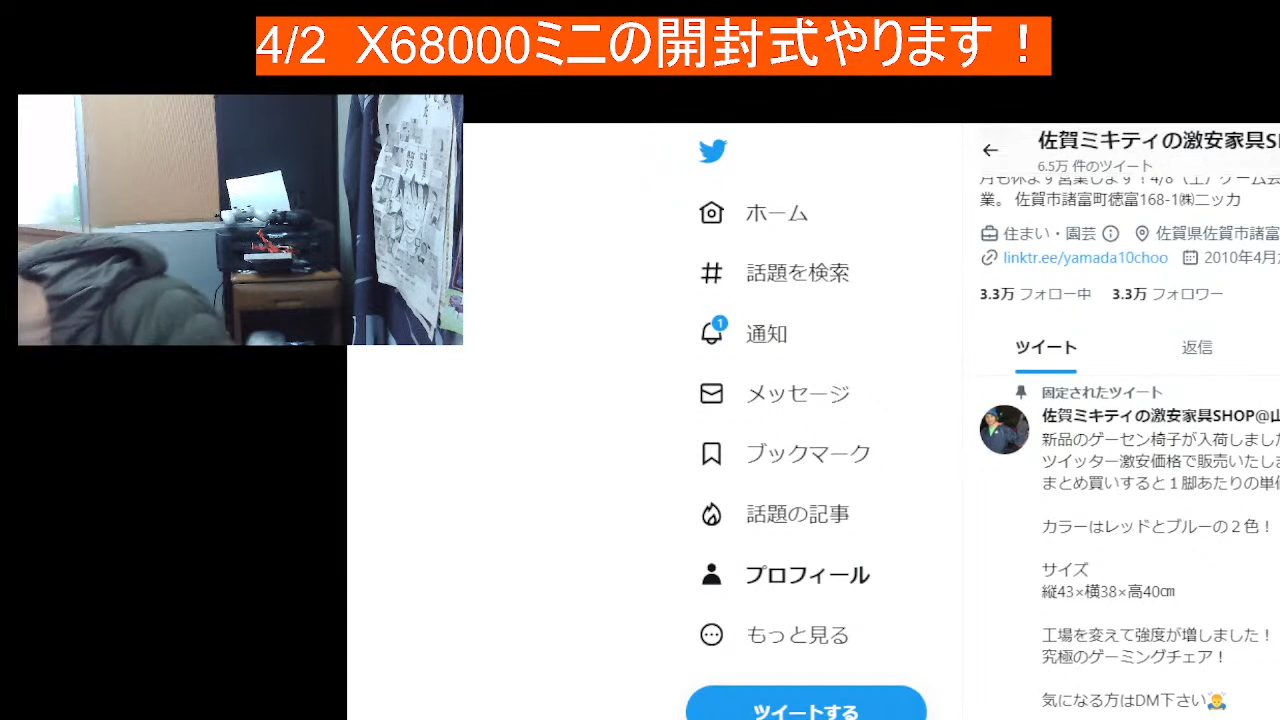 4/2 X68000ミニの開封式やります！
佐賀ミキティの激安家具S
6.5万 件のツイート
業。 佐賀市諸富町徳富168-1㈱ニッカ
住まい・園芸 佐賀県佐賀市諸富
linktr.ee/yamada10choo 2010年4月
3.3万 フォロー中 3.3万 フォロワー
ツイート 返信
固定されたツイート
佐賀ミキティの激安家具SHOP@山
新品のゲーセン椅子が入荷しました
ツイッター激安価格で販売いたしま
まとめ買いすると１脚あたりの単価
カラーはレッドとブルーの２色！
サイズ
縦43×横38×高40㎝
工場を変えて強度が増しました！
究極のゲーミングチェア！
気になる方はDM下さい🙇
ホーム
話題を検索
1
通知
メッセージ
ブックマーク
話題の記事
プロフィール
もっと見る
ツイートする